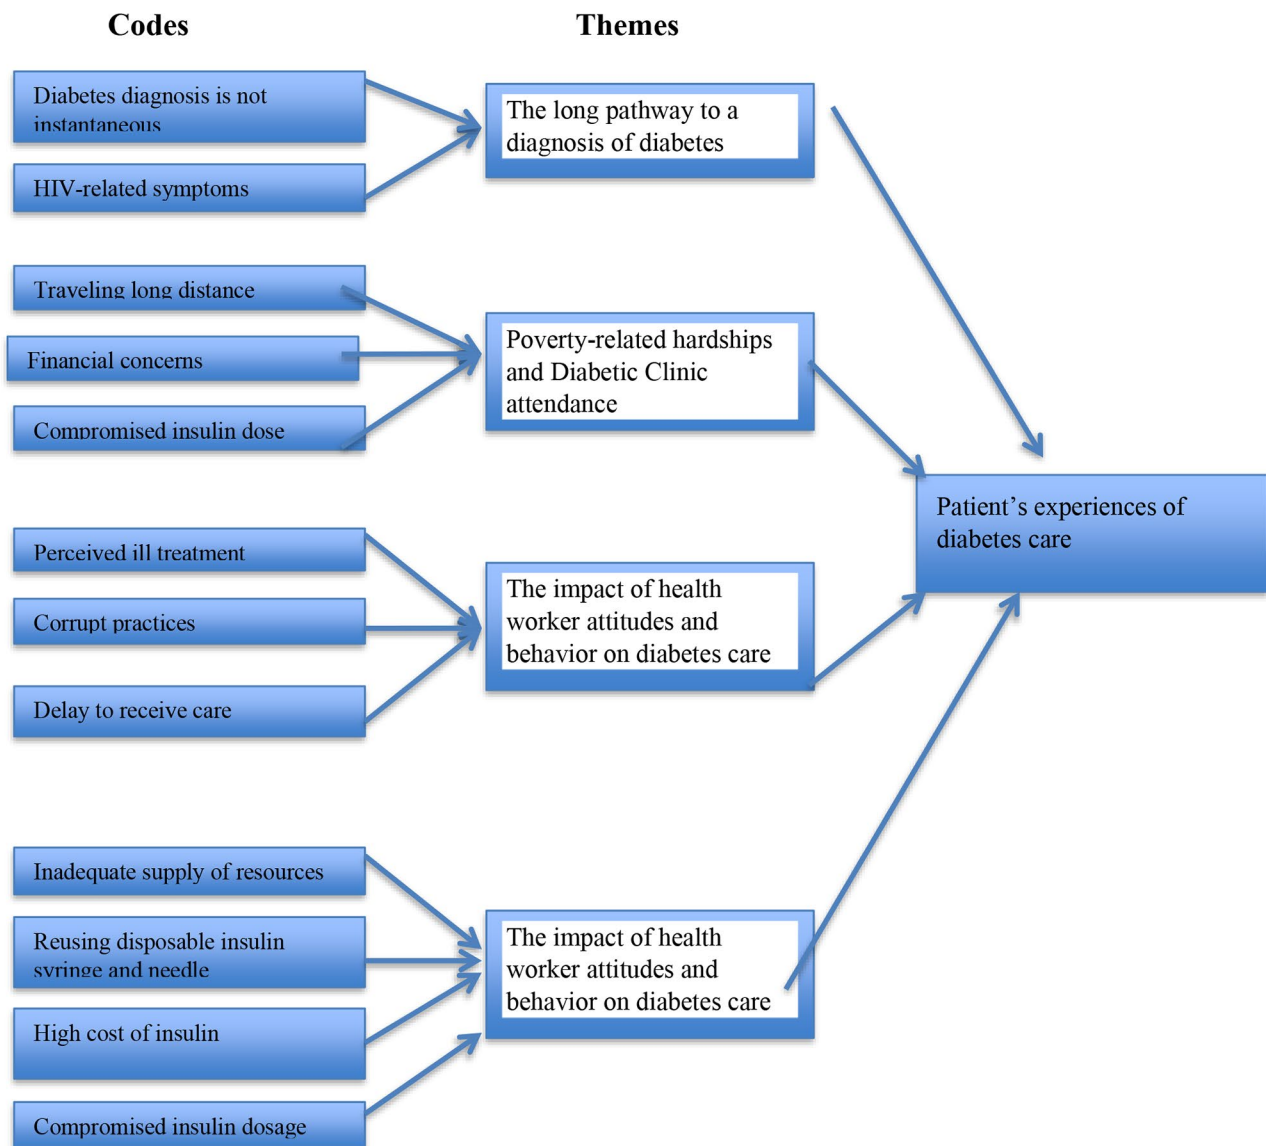 Codes
Themes
Diabetes diagnosis is not
instantaneous
HIV-related symptoms
The long pathway to a
diagnosis of diabetes
Traveling long distance
Financial concerns
Compromised insulin dose
Poverty-related hardships
and Diabetic Clinic
attendance
Perceived ill treatment
Corrupt practices
Delay to receive care
The impact of health
worker attitudes and
behavior on diabetes care
Inadequate supply of resources
Reusing disposable insulin
syringe and needle
High cost of insulin
Compromised insulin dosage
The impact of health
worker attitudes and
behavior on diabetes care
Patient’s experiences of
diabetes care